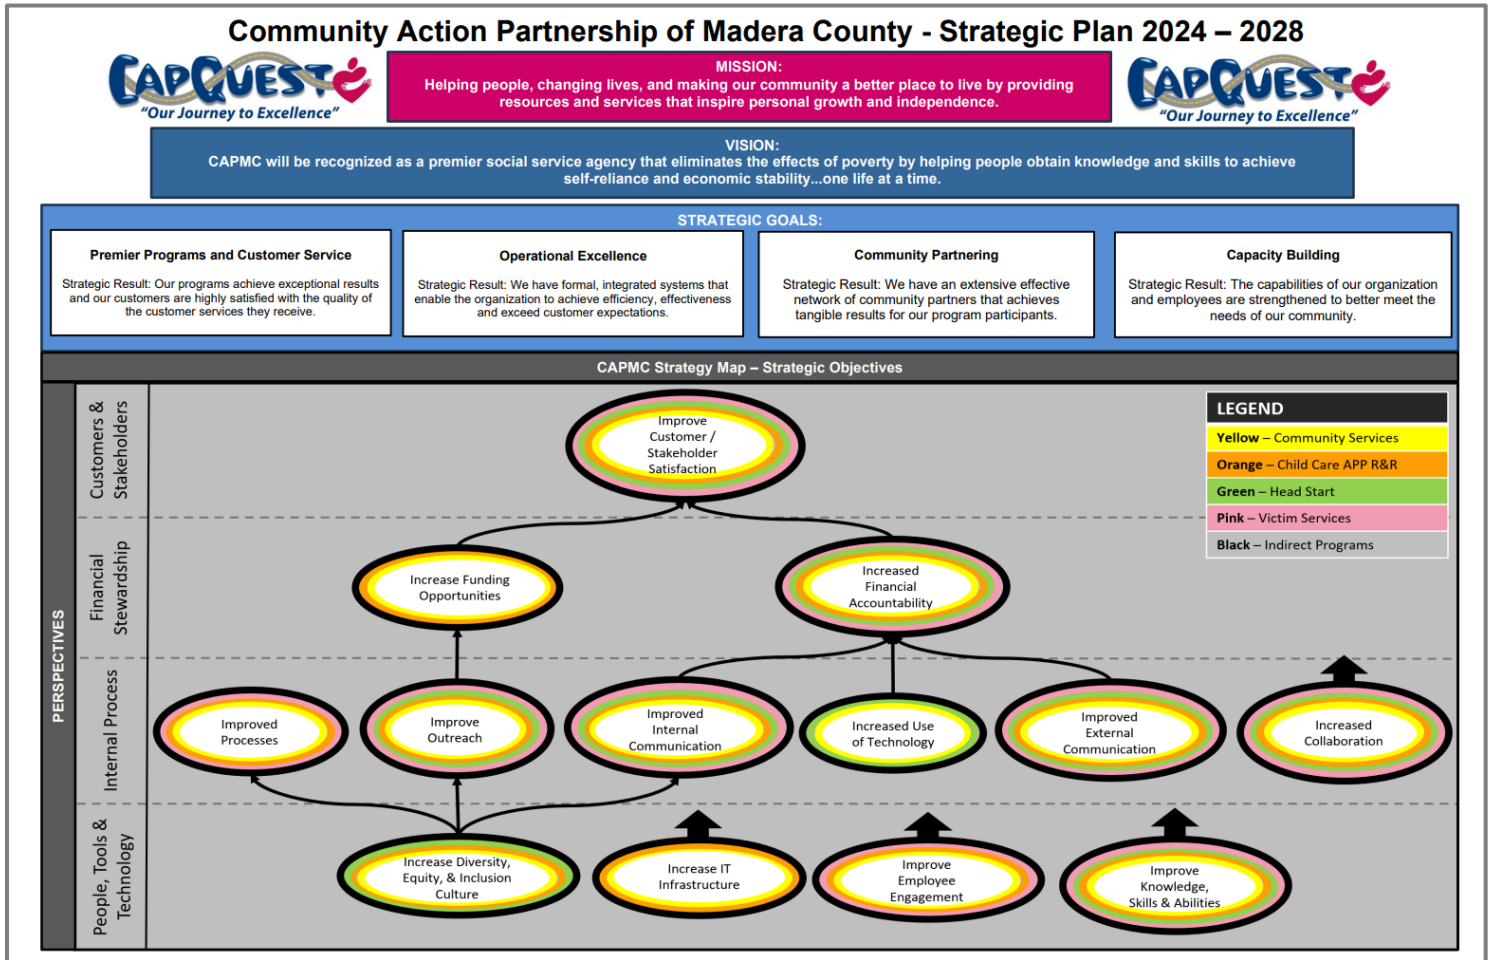 Community Action Partnership of Madera County - Strategic Plan 2024 – 2028
CAPQUEST
"Our Journey to Excellence"
MISSION:
Helping people, changing lives, and making our community a better place to live by providing
resources and services that inspire personal growth and independence.
CAPQUEST
"Our Journey to Excellence"
VISION:
CAPMC will be recognized as a premier social service agency that eliminates the effects of poverty by helping people obtain knowledge and skills to achieve
self-reliance and economic stability...one life at a time.
STRATEGIC GOALS:
Premier Programs and Customer Service
Strategic Result: Our programs achieve exceptional results
and our customers are highly satisfied with the quality of
the customer services they receive.
Operational Excellence
Strategic Result: We have formal, integrated systems that
enable the organization to achieve efficiency, effectiveness
and exceed customer expectations.
Community Partnering
Strategic Result: We have an extensive effective
network of community partners that achieves
tangible results for our program participants.
Capacity Building
Strategic Result: The capabilities of our organization
and employees are strengthened to better meet the
needs of our community.
CAPMC Strategy Map – Strategic Objectives
PERSPECTIVES
Customers &
Stakeholders
Improve
Customer /
Stakeholder
Satisfaction
LEGEND
Yellow – Community Services
Orange – Child Care APP R&R
Green – Head Start
Pink – Victim Services
Black – Indirect Programs
Financial
Stewardship
Increase Funding
Opportunities
Increased
Financial
Accountability
Internal Process
Improved
Processes
Improve
Outreach
Improved
Internal
Communication
Increased Use
of Technology
Improved
External
Communication
Increased
Collaboration
People, Tools &
Technology
Increase Diversity,
Equity, & Inclusion
Culture
Increase IT
Infrastructure
Improve
Employee
Engagement
Improve
Knowledge,
Skills & Abilities